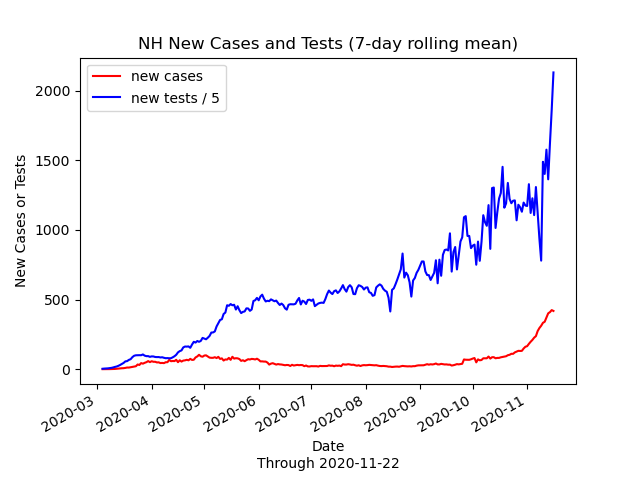 NH New Cases and Tests (7-day rolling mean)
new cases
new tests / 5
New Cases or Tests
2000
1500
1000
500
0
2020-03
2020-04
2020-05
2020-06
2020-07
2020-08
2020-09
2020-10
2020-11
Date
Through 2020-11-22